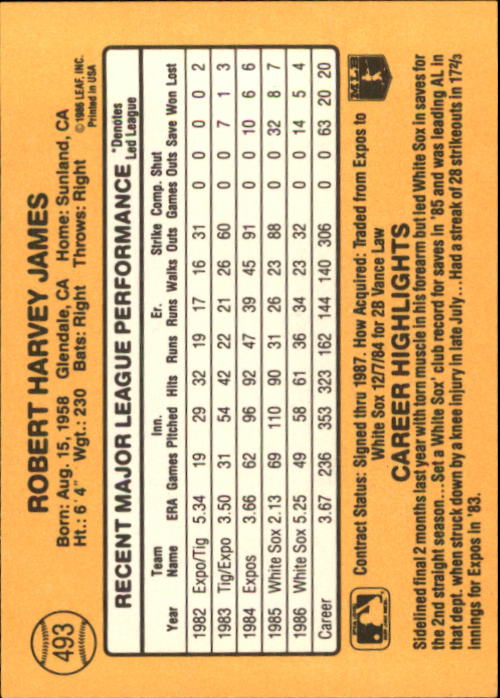 493
ROBERT HARVEY JAMES
Born: Aug. 15, 1958 Glendale, CA Home: Sunland, CA
Ht.: 6'4" Wgt.: 230 Bats: Right Throws: Right
© 1986 LEAF, INC.
Printed in USA
RECENT MAJOR LEAGUE PERFORMANCE *Denotes Led League
Year Team Name ERA Games Inn. Pitched Hits Runs Er. Runs Walks Strike Outs Comp. Games Shut Outs Save Won Lost
1982 Expo/Tig 5.34 19 29 32 19 17 16 31 0 0 0 0 2
1983 Tig/Expo 3.50 31 54 42 22 21 26 60 0 0 7 1 3
1984 Expos 3.66 62 96 92 47 39 45 91 0 0 10 6 6
1985 White Sox 2.13 69 110 90 31 26 23 88 0 0 32 8 7
1986 White Sox 5.25 49 58 61 36 34 23 32 0 0 14 5 4
Career 3.67 236 353 323 162 144 140 306 0 0 63 20 20
Contract Status: Signed thru 1987. How Acquired: Traded from Expos to
White Sox 12/7/84 for 2B Vance Law
MLB
CAREER HIGHLIGHTS
Sidelined final 2 months last year with torn muscle in his forearm but led White Sox in saves for
the 2nd straight season...Set a White Sox' club record for saves in '85 and was leading AL in
that dept. when struck down by a knee injury in late July...Had a streak of 28 strikeouts in 17⅔
innings for Expos in '83.